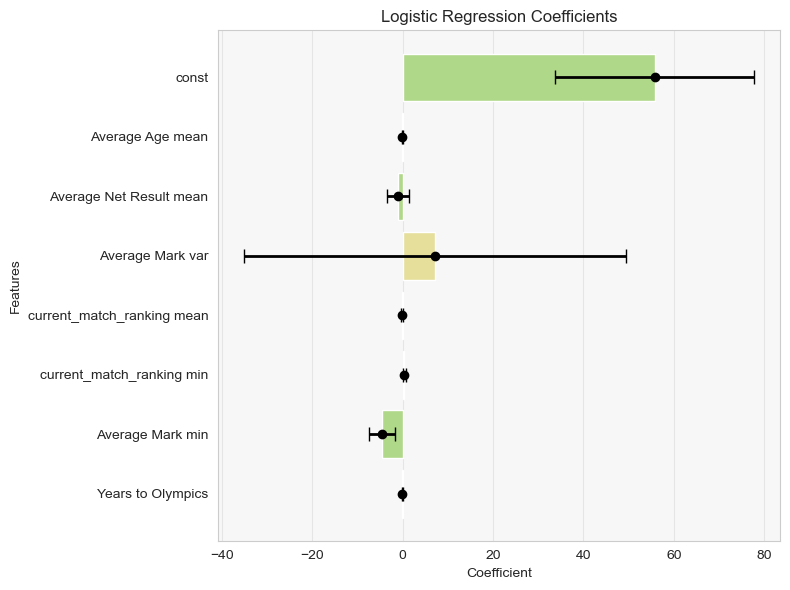 Logistic Regression Coefficients
const
Average Age mean
Average Net Result mean
Average Mark var
current_match_ranking mean
current_match_ranking min
Average Mark min
Years to Olympics
Features
−40 −20 0 20 40 60 80
Coefficient